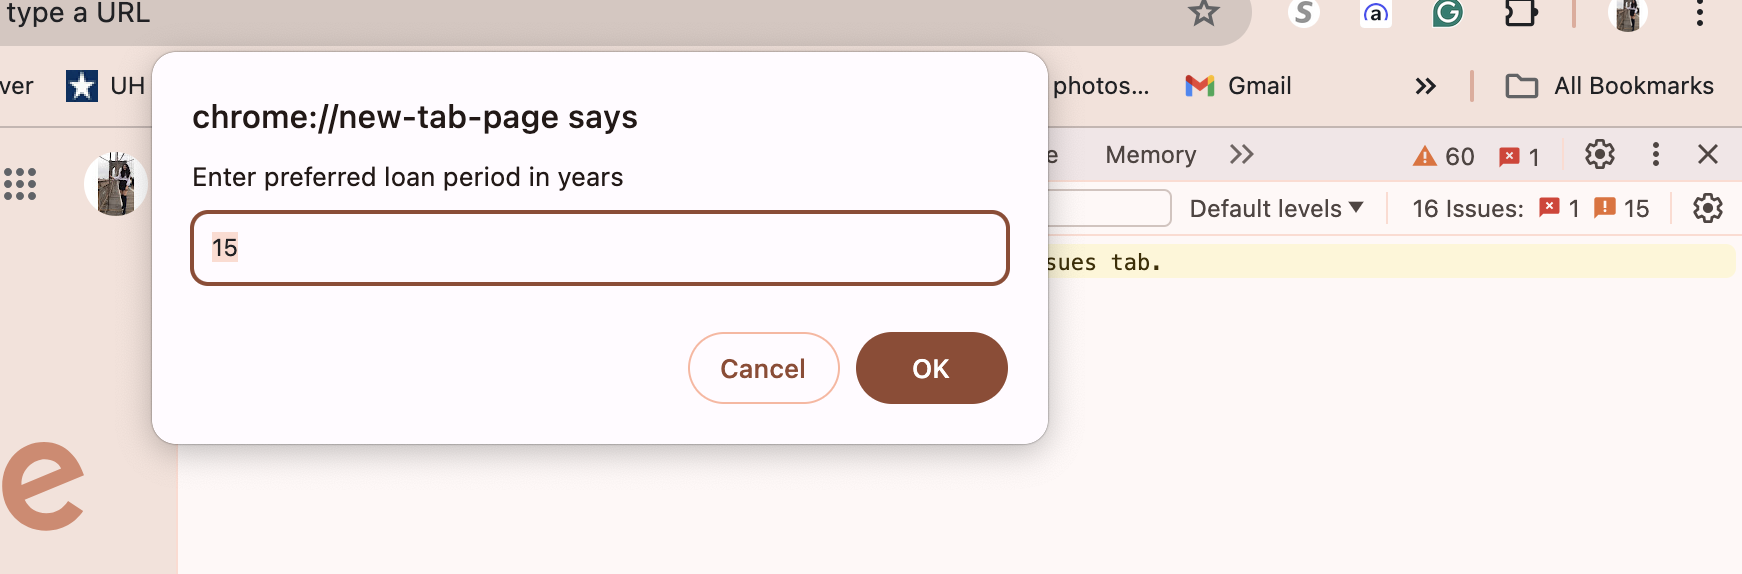 type a URL
ver UH photos... Gmail All Bookmarks
chrome://new-tab-page says
Enter preferred loan period in years
15
Cancel OK
e Memory 60 1
Default levels 16 Issues: 1 15
sues tab.
e